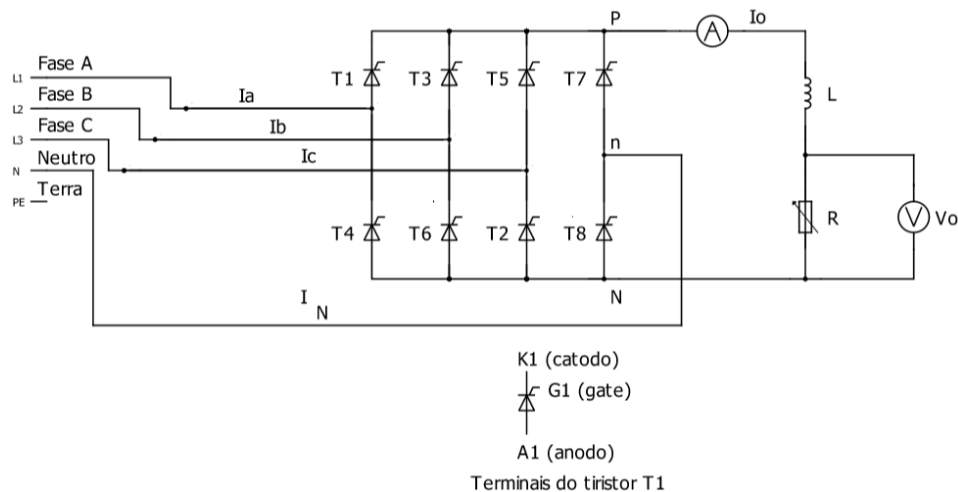 P
Io
A
L1 Fase A
T1
T3
T5
T7
L2 Fase B
Ia
L
L3 Fase C
Ib
N Neutro
Ic
n
PE Terra
T4
T6
T2
T8
R
V
Vo
I
N
N
K1 (catodo)
G1 (gate)
A1 (anodo)
Terminais do tiristor T1